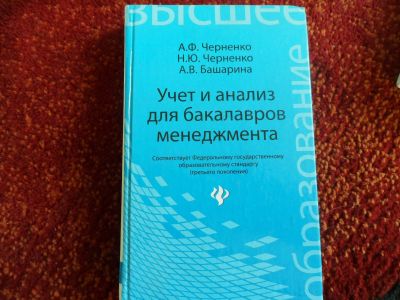 высшее
А.Ф. Черненко
Н.Ю. Черненко
А.В. Башарина
образование
Учет и анализ
для бакалавров
менеджмента
Соответствует Федеральному государственному
образовательному стандарту
(третьего поколения)